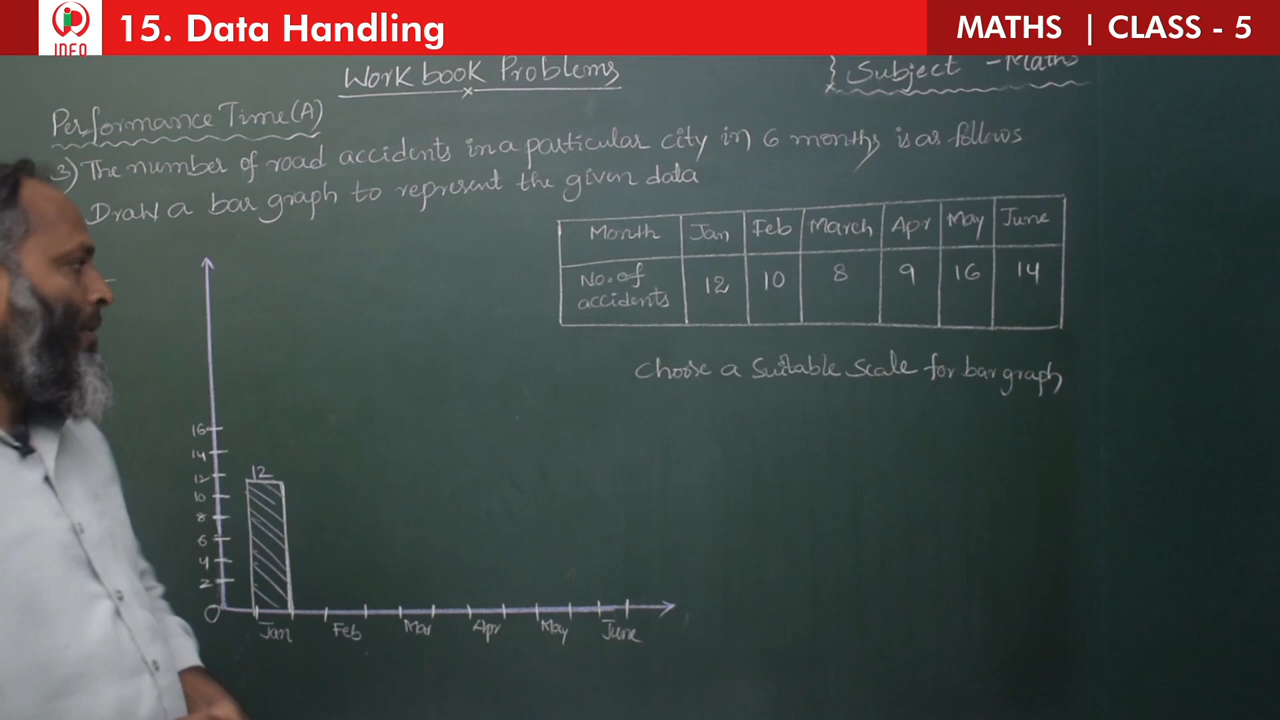 15. Data Handling
MATHS | CLASS - 5
INFO
Work book Problems
Subject - Maths
Performance Time (A)
3) The number of road accidents in a particular city in 6 months is as follows
Draw a bar graph to represent the given data
Month Jan Feb March Apr May June
No. of accidents 12 10 8 9 16 14
Choose a Suitable Scale for bar graph
16
14
12
12
10
8
6
4
2
0
Jan Feb Mar Apr May June